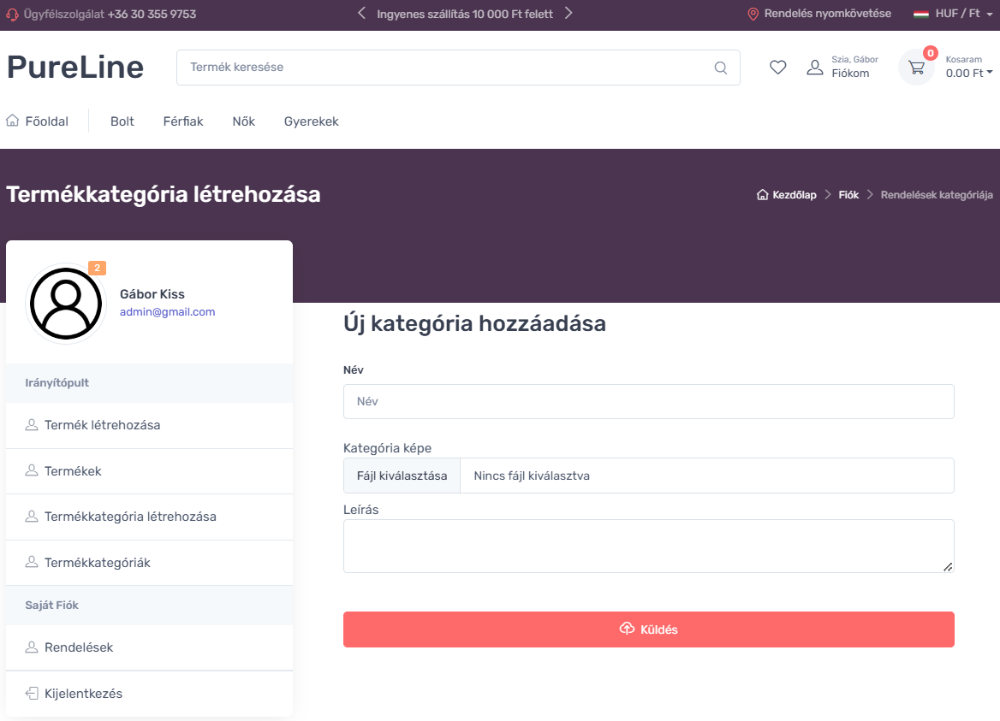 Ügyfélszolgálat +36 30 355 9753
Ingyenes szállítás 10 000 Ft felett
Rendelés nyomkövetése
HUF / Ft
PureLine
Termék keresése
Szia, Gábor
Fiókom
0
Kosaram
0.00 Ft
Főoldal
Bolt
Férfiak
Nők
Gyerekek
Termékkategória létrehozása
Kezdőlap
Fiók
Rendelések kategóriája
2
Gábor Kiss
admin@gmail.com
Irányítópult
Termék létrehozása
Termékek
Termékkategória létrehozása
Termékkategóriák
Saját Fiók
Rendelések
Kijelentkezés
Új kategória hozzáadása
Név
Név
Kategória képe
Fájl kiválasztása
Nincs fájl kiválasztva
Leírás
Küldés